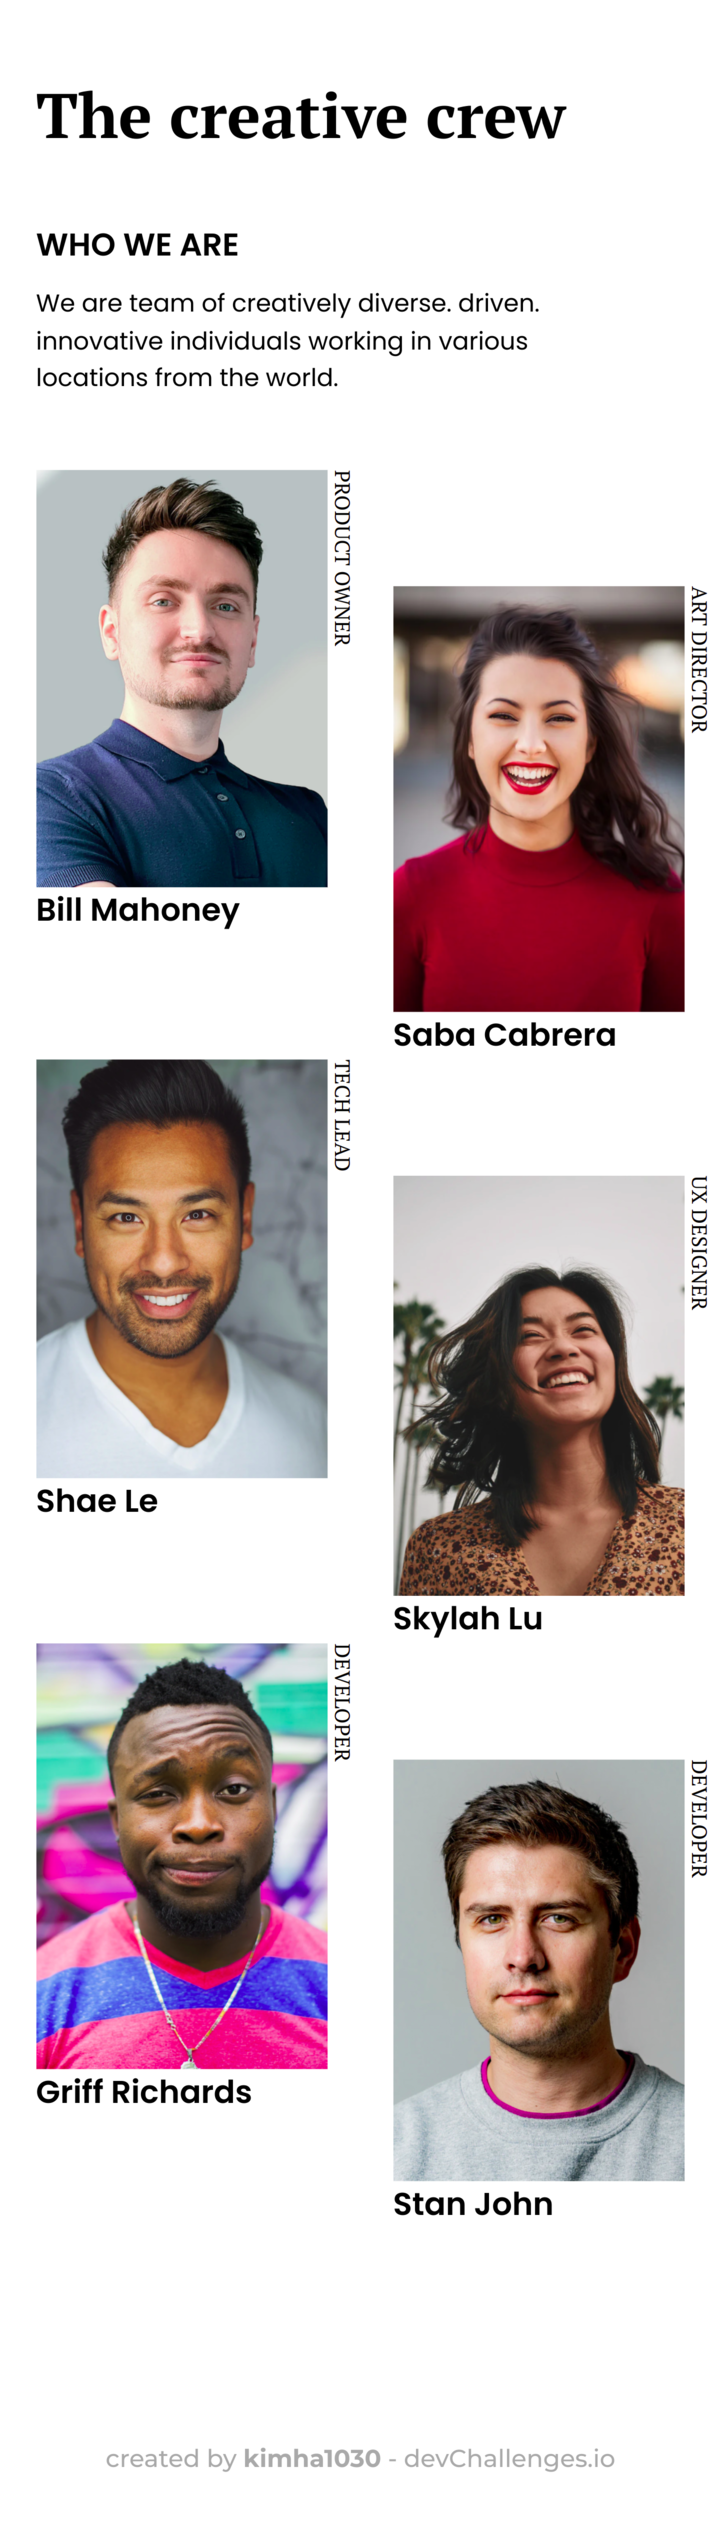 The creative crew
WHO WE ARE
We are team of creatively diverse. driven.
innovative individuals working in various
locations from the world.
PRODUCT OWNER
Bill Mahoney
ART DIRECTOR
Saba Cabrera
TECH LEAD
Shae Le
UX DESIGNER
Skylah Lu
DEVELOPER
Griff Richards
DEVELOPER
Stan John
created by kimha1030 - devChallenges.io